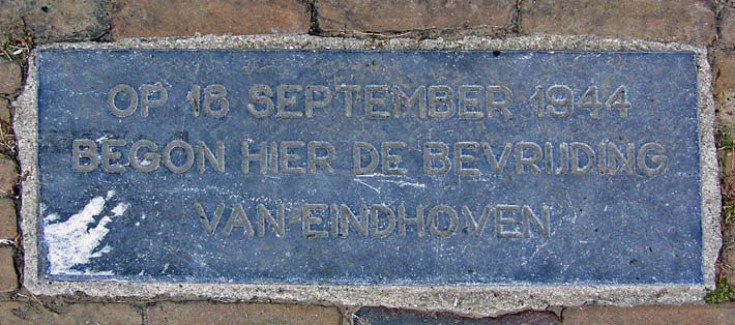 OP 18 SEPTEMBER 1944
BEGON HIER DE BEVRIJDING
VAN EINDHOVEN